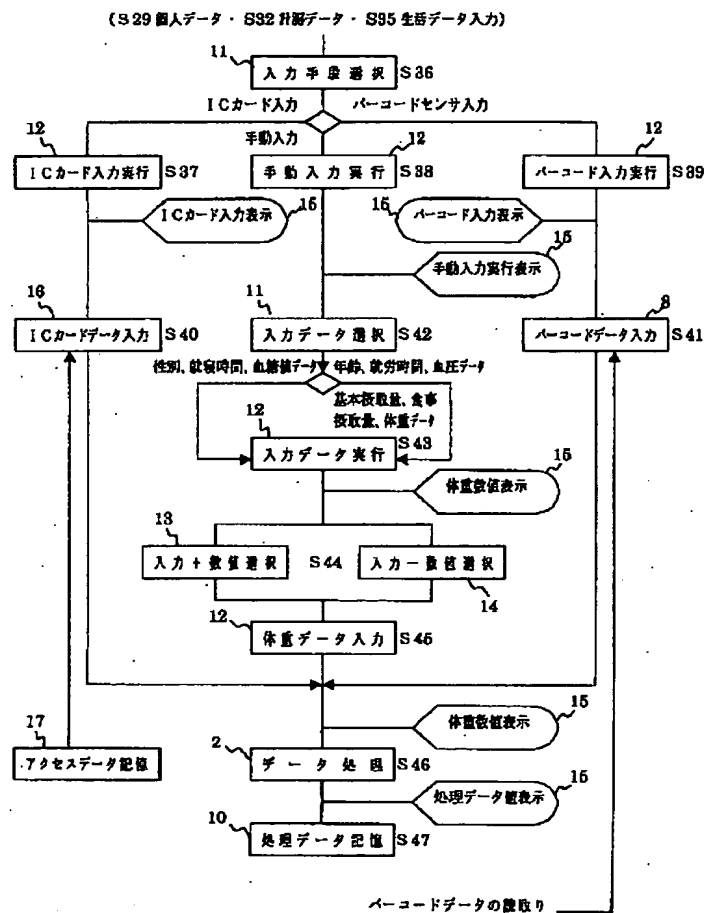 (S29個人データ・S32計測データ・S35生活データ入力)
11
入力手段選択 S36
ICカード入力
バーコードセンサ入力
手動入力
12
ICカード入力実行 S37
12
手動入力実行 S38
12
バーコード入力実行 S39
ICカード入力表示 15
15 バーコード入力表示
手動入力実行表示 15
16
ICカードデータ入力 S40
11
入力データ選択 S42
8
バーコードデータ入力 S41
性別、就寝時間、血糖値データ
年齢、就労時間、血圧データ
基本摂取量、食事
摂取量、体重データ
12
入力データ実行 S43
体重数値表示 15
13
入力+数値選択
S44
入力-数値選択
14
12
体重データ入力 S45
体重数値表示 15
17
アクセスデータ記憶
2
データ処理 S46
処理データ値表示 15
10
処理データ記憶 S47
バーコードデータの読取り